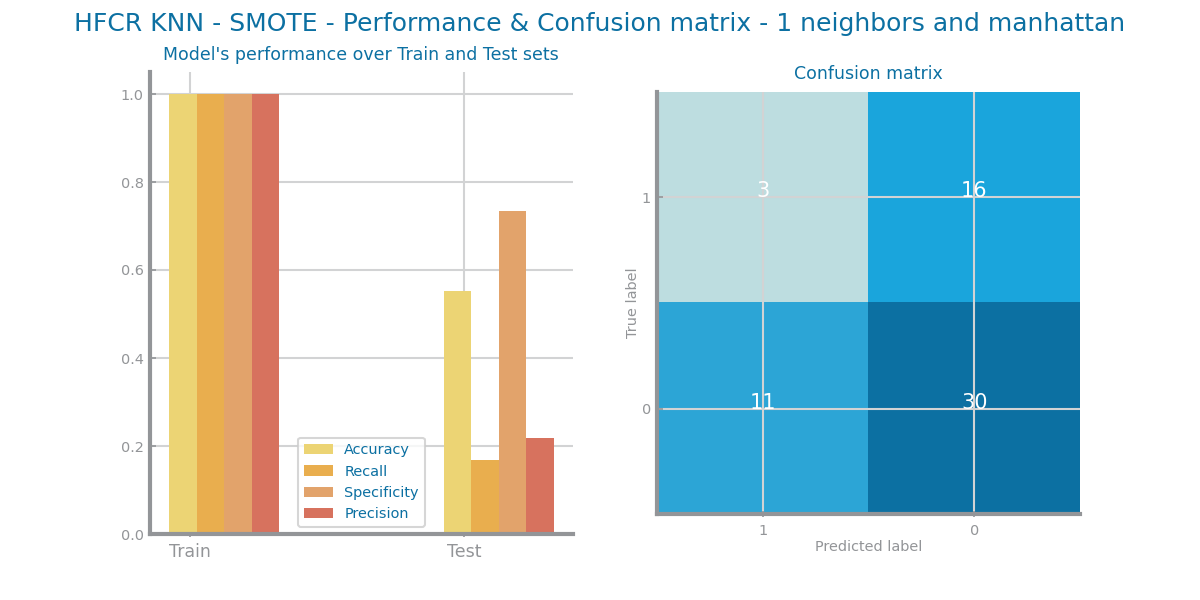 HFCR KNN - SMOTE - Performance & Confusion matrix - 1 neighbors and manhattan
Model's performance over Train and Test sets
1.0
0.8
0.6
0.4
0.2
0.0
Train
Test
Accuracy
Recall
Specificity
Precision
Confusion matrix
True label
1
0
3
16
11
30
1
0
Predicted label